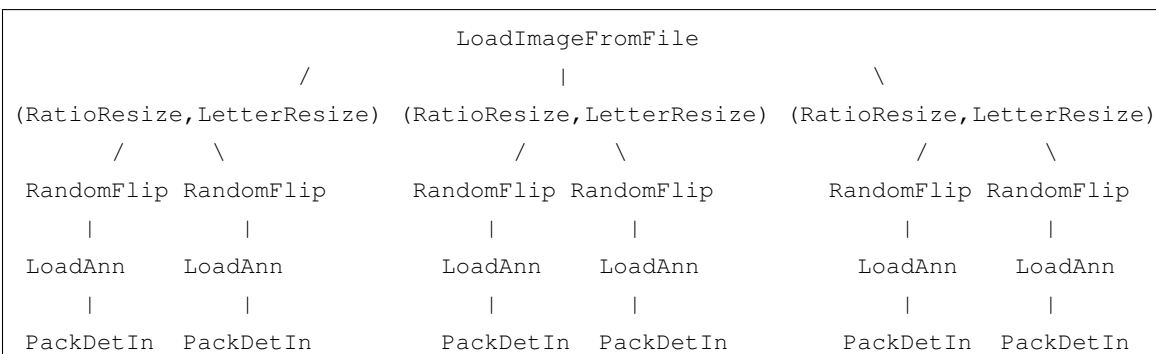 LoadImageFromFile
/ | \
(RatioResize,LetterResize) (RatioResize,LetterResize) (RatioResize,LetterResize)
/ \ / \ / \
RandomFlip RandomFlip RandomFlip RandomFlip RandomFlip RandomFlip
| | | | | |
LoadAnn LoadAnn LoadAnn LoadAnn LoadAnn LoadAnn
| | | | | |
PackDetIn PackDetIn PackDetIn PackDetIn PackDetIn PackDetIn